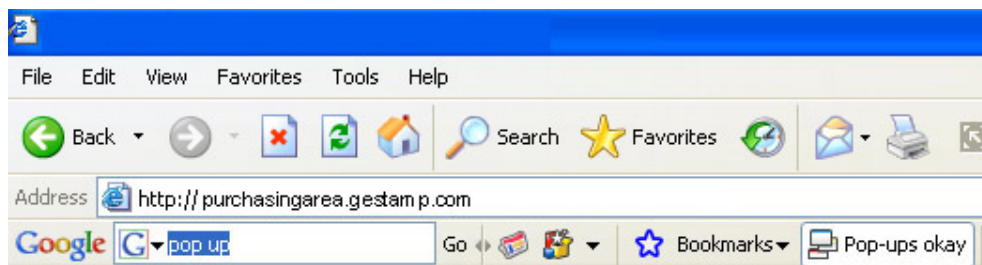 File Edit View Favorites Tools Help
Back Search Favorites
Address http://purchasingarea.gestamp.com
Google G pop up Go Bookmarks Pop-ups okay